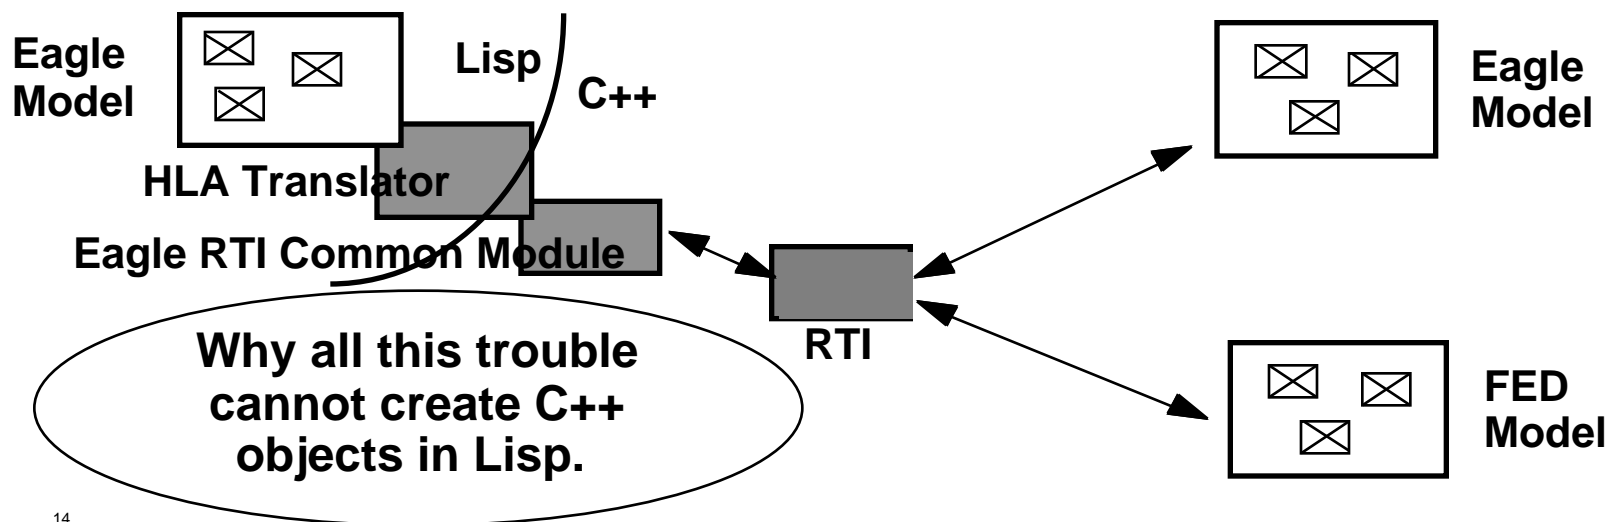 Eagle
Model
Lisp
C++
HLA Translator
Eagle RTI Common Module
Why all this trouble
cannot create C++
objects in Lisp.
RTI
Eagle
Model
FED
Model
14